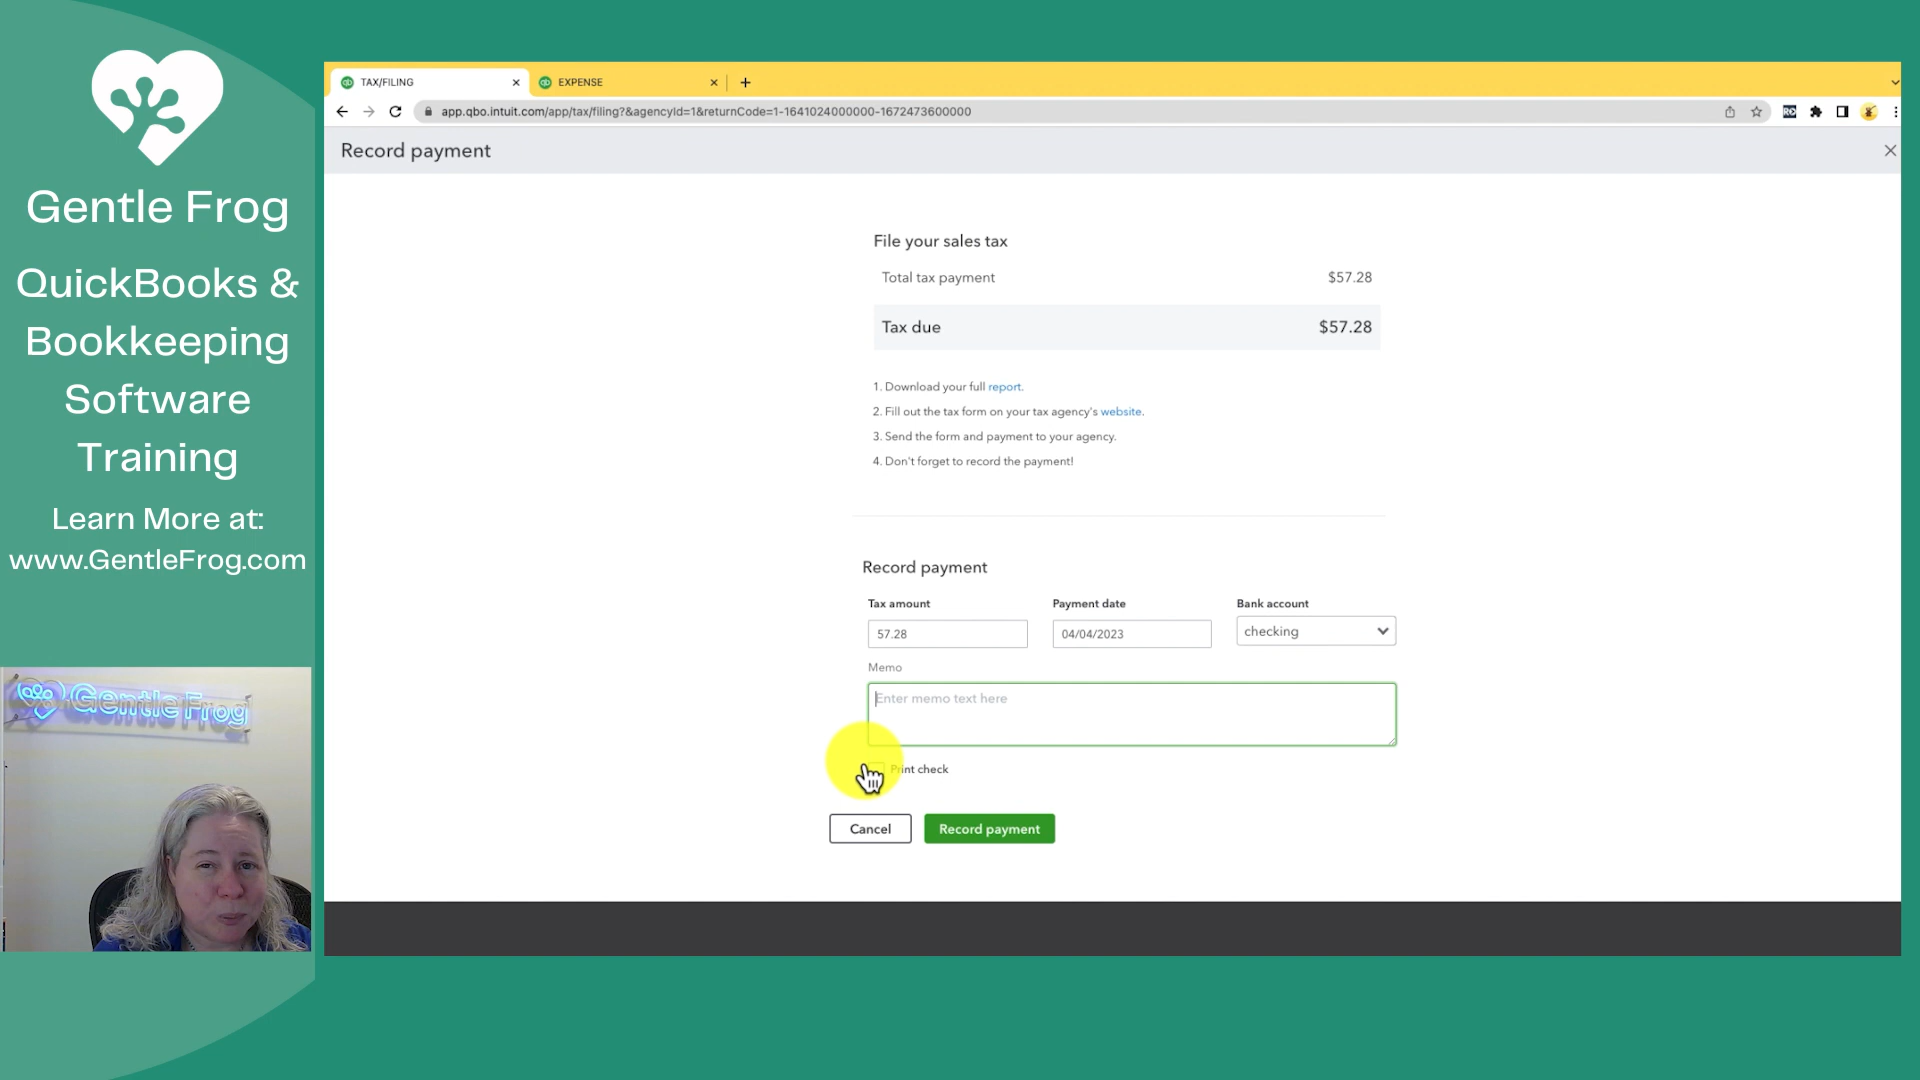 Gentle Frog
QuickBooks &
Bookkeeping
Software
Training
Learn More at:
www.GentleFrog.com
Gentle Frog
TAX/FILING
EXPENSE
app.qbo.intuit.com/app/tax/filing?&agencyId=1&returnCode=1-1641024000000-1672473600000
Record payment
File your sales tax
Total tax payment $57.28
Tax due $57.28
1. Download your full report.
2. Fill out the tax form on your tax agency's website.
3. Send the form and payment to your agency.
4. Don't forget to record the payment!
Record payment
Tax amount Payment date Bank account
57.28 04/04/2023 checking
Memo
Enter memo text here
Print check
Cancel Record payment